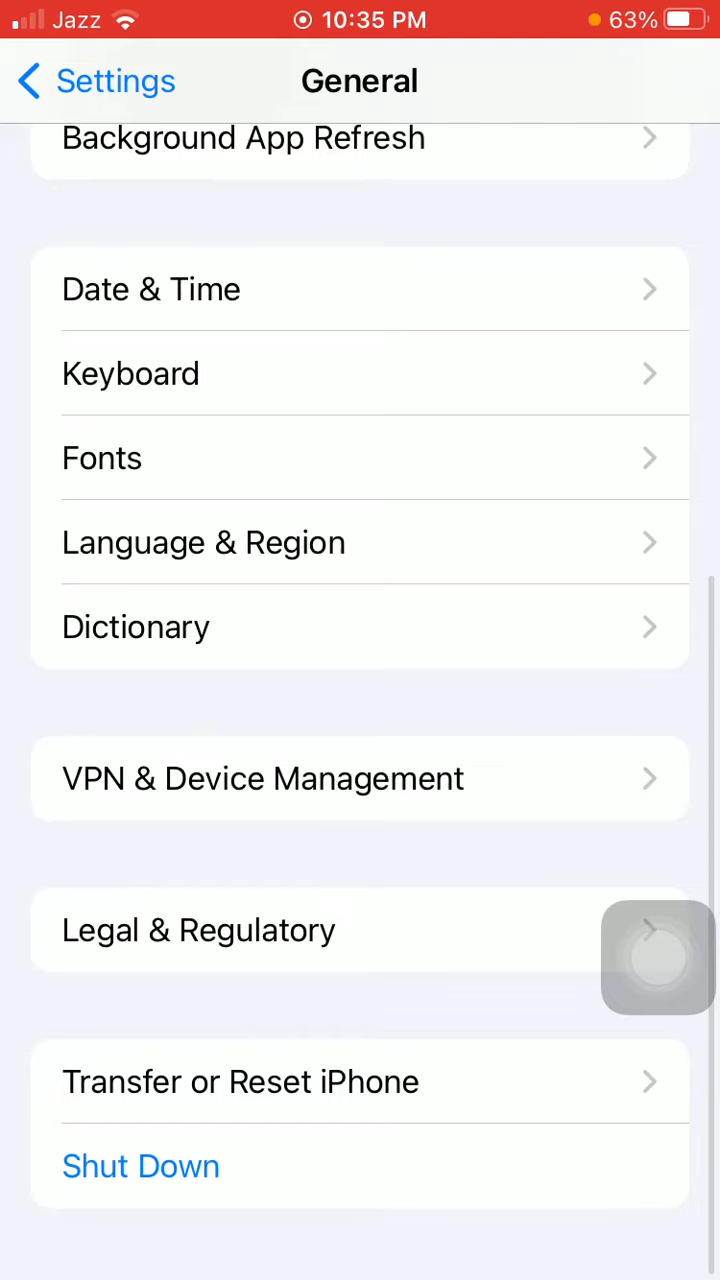 Jazz 10:35 PM 63%
Settings General
Background App Refresh
Date & Time
Keyboard
Fonts
Language & Region
Dictionary
VPN & Device Management
Legal & Regulatory
Transfer or Reset iPhone
Shut Down